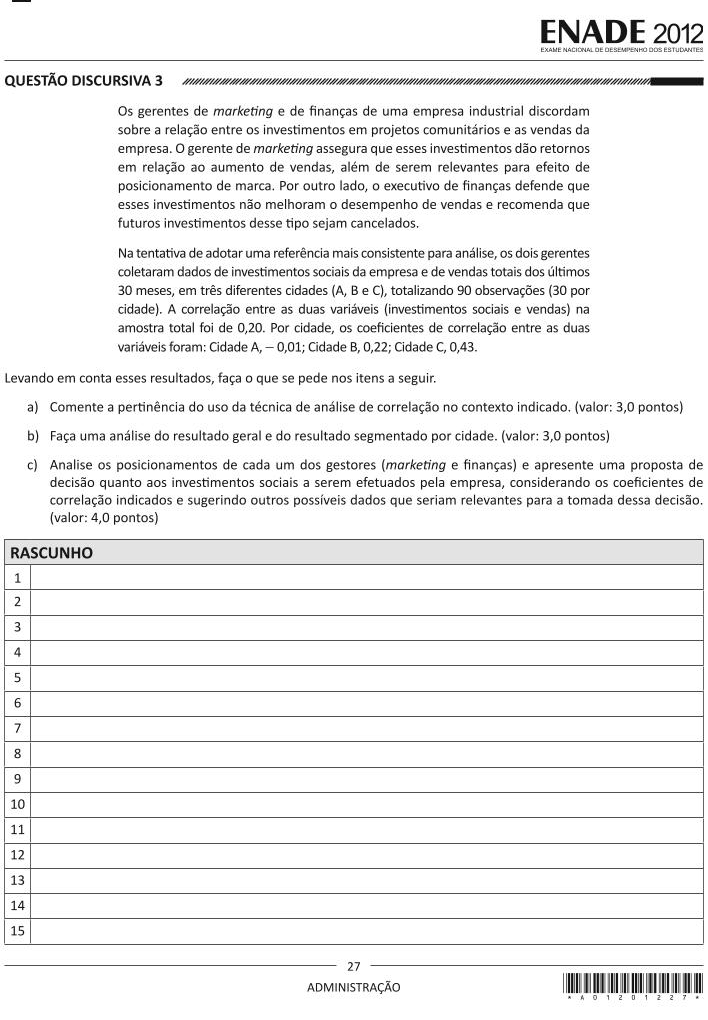 ENADE 2012
EXAME NACIONAL DE DESEMPENHO DOS ESTUDANTES
QUESTÃO DISCURSIVA 3
Os gerentes de marketing e de finanças de uma empresa industrial discordam
sobre a relação entre os investimentos em projetos comunitários e as vendas da
empresa. O gerente de marketing assegura que esses investimentos dão retornos
em relação ao aumento de vendas, além de serem relevantes para efeito de
posicionamento de marca. Por outro lado, o executivo de finanças defende que
esses investimentos não melhoram o desempenho de vendas e recomenda que
futuros investimentos desse tipo sejam cancelados.
Na tentativa de adotar uma referência mais consistente para análise, os dois gerentes
coletaram dados de investimentos sociais da empresa e de vendas totais dos últimos
30 meses, em três diferentes cidades (A, B e C), totalizando 90 observações (30 por
cidade). A correlação entre as duas variáveis (investimentos sociais e vendas) na
amostra total foi de 0,20. Por cidade, os coeficientes de correlação entre as duas
variáveis foram: Cidade A, – 0,01; Cidade B, 0,22; Cidade C, 0,43.
Levando em conta esses resultados, faça o que se pede nos itens a seguir.
a) Comente a pertinência do uso da técnica de análise de correlação no contexto indicado. (valor: 3,0 pontos)
b) Faça uma análise do resultado geral e do resultado segmentado por cidade. (valor: 3,0 pontos)
c) Analise os posicionamentos de cada um dos gestores (marketing e finanças) e apresente uma proposta de
decisão quanto aos investimentos sociais a serem efetuados pela empresa, considerando os coeficientes de
correlação indicados e sugerindo outros possíveis dados que seriam relevantes para a tomada dessa decisão.
(valor: 4,0 pontos)
RASCUNHO
1
2
3
4
5
6
7
8
9
10
11
12
13
14
15
27
ADMINISTRAÇÃO
* A 0 1 2 0 1 2 2 7 *